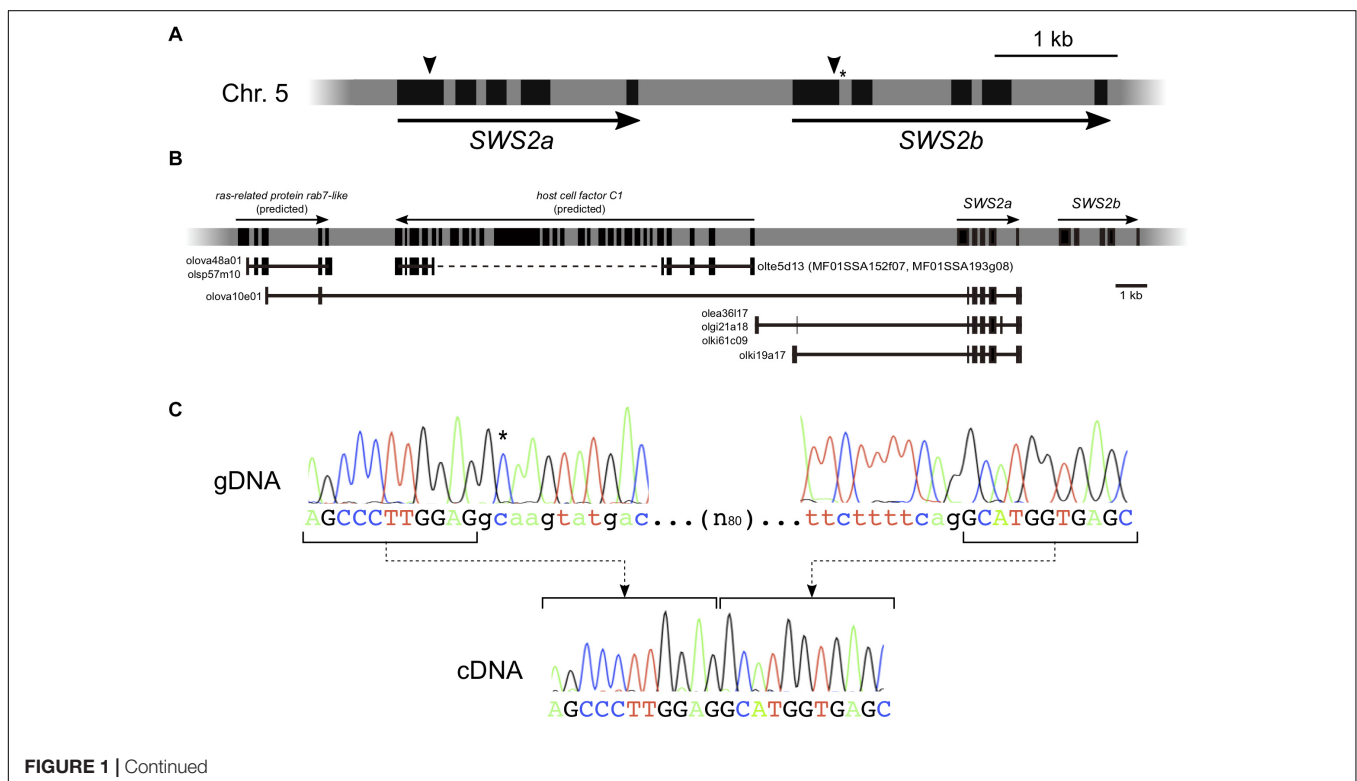 A
1 kb
*
Chr. 5
SWS2a
SWS2b
B
ras-related protein rab7-like
(predicted)
host cell factor C1
(predicted)
SWS2a
SWS2b
olova48a01
olsp57m10
olte5d13 (MF01SSA152f07, MF01SSA193g08)
olova10e01
1 kb
olea36l17
olgi21a18
olki61c09
olki19a17
C
*
gDNA
AGCCCTTGGAGgcaagtatgac...(n80)...ttcttttcagGCATGGTGAGC
cDNA
AGCCCTTGGAGGCATGGTGAGC
FIGURE 1 | Continued